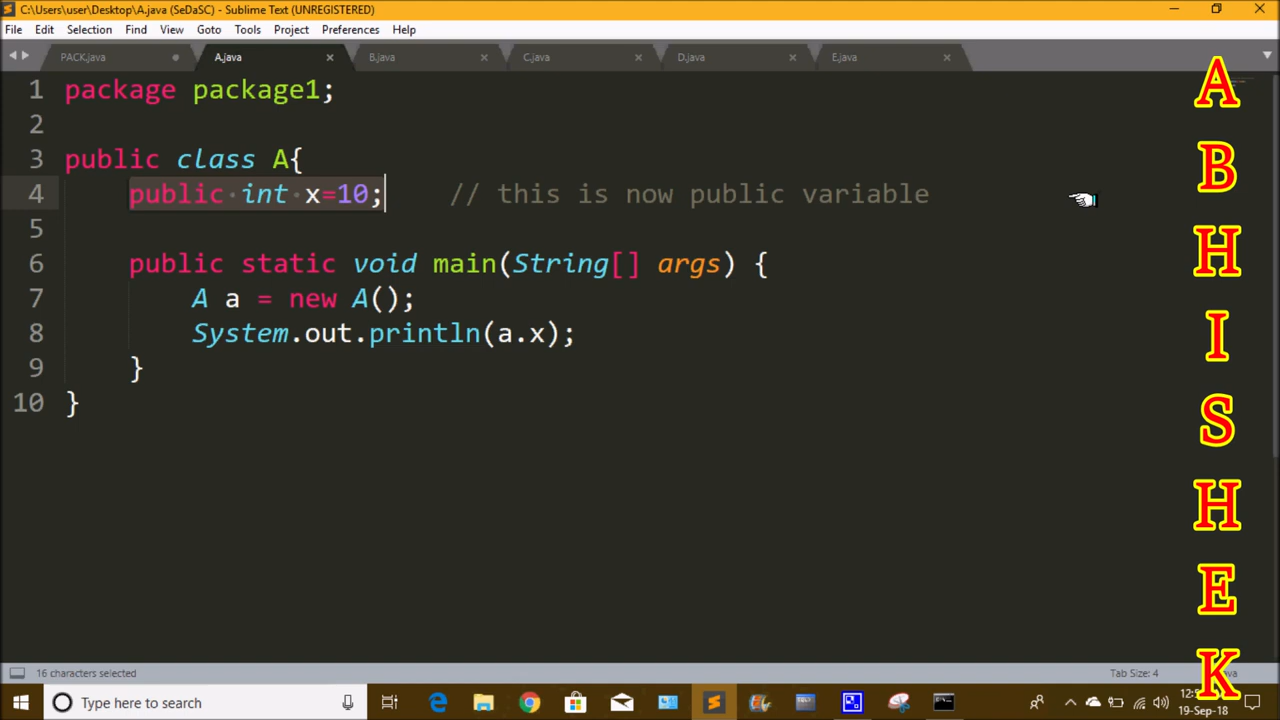 C:\Users\user\Desktop\A.java (SeDaSC) - Sublime Text (UNREGISTERED)
File Edit Selection Find View Goto Tools Project Preferences Help
PACK.java A.java B.java C.java D.java E.java
1 package package1;
2
3 public class A{
4 public int x=10; // this is now public variable
5
6 public static void main(String[] args) {
7 A a = new A();
8 System.out.println(a.x);
9 }
10 }
A
B
H
I
S
H
E
K
16 characters selected Tab Size: 4
Type here to search
19-Sep-18